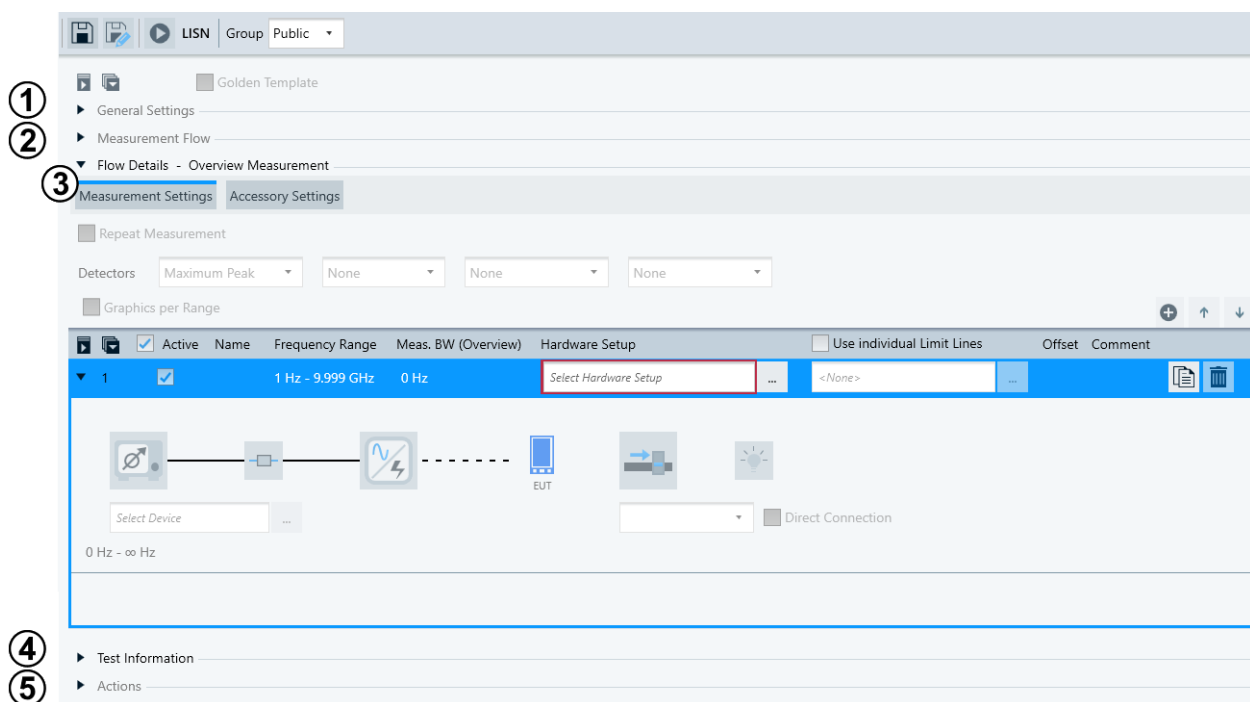 LISN Group Public
Golden Template
1 General Settings
2 Measurement Flow
Flow Details - Overview Measurement
3 Measurement Settings Accessory Settings
Repeat Measurement
Detectors Maximum Peak None None None
Graphics per Range
Active Name Frequency Range Meas. BW (Overview) Hardware Setup Use individual Limit Lines Offset Comment
1 1 Hz - 9.999 GHz 0 Hz Select Hardware Setup ... <None> ...
EUT
Select Device ... Direct Connection
0 Hz - ∞ Hz
4 Test Information
5 Actions